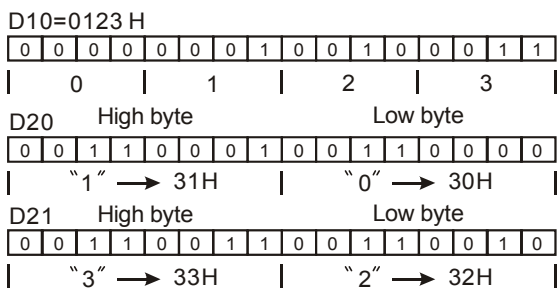 D10=0123 H
0 0 0 0 0 0 0 1 0 0 1 0 0 0 1 1
0 1 2 3
D20 High byte Low byte
0 0 1 1 0 0 0 1 0 0 1 1 0 0 0 0
"1" → 31H "0" → 30H
D21 High byte Low byte
0 0 1 1 0 0 1 1 0 0 1 1 0 0 1 0
"3" → 33H "2" → 32H